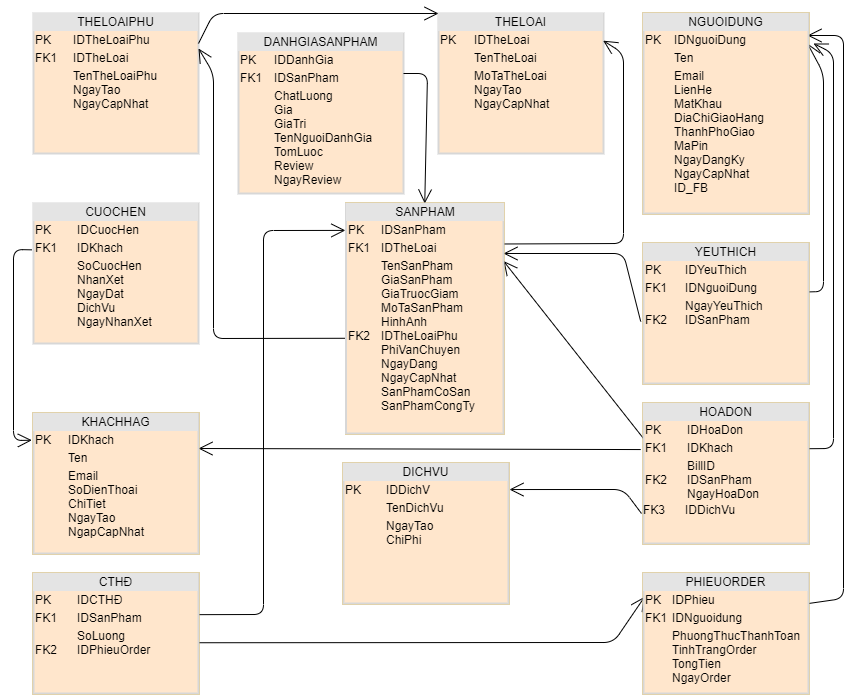 THELOAIPHU
PK IDTheLoaiPhu
FK1 IDTheLoai
TenTheLoaiPhu
NgayTao
NgayCapNhat
DANHGIASANPHAM
PK IDDanhGia
FK1 IDSanPham
ChatLuong
Gia
GiaTri
TenNguoiDanhGia
TomLuoc
Review
NgayReview
THELOAI
PK IDTheLoai
TenTheLoai
MoTaTheLoai
NgayTao
NgayCapNhat
NGUOIDUNG
PK IDNguoiDung
Ten
Email
LienHe
MatKhau
DiaChiGiaoHang
ThanhPhoGiao
MaPin
NgayDangKy
NgayCapNhat
ID_FB
CUOCHEN
PK IDCuocHen
FK1 IDKhach
SoCuocHen
NhanXet
NgayDat
DichVu
NgayNhanXet
SANPHAM
PK IDSanPham
FK1 IDTheLoai
TenSanPham
GiaSanPham
GiaTruocGiam
MoTaSanPham
HinhAnh
FK2 IDTheLoaiPhu
PhiVanChuyen
NgayDang
NgayCapNhat
SanPhamCoSan
SanPhamCongTy
YEUTHICH
PK IDYeuThich
FK1 IDNguoiDung
NgayYeuThich
FK2 IDSanPham
KHACHHAG
PK IDKhach
Ten
Email
SoDienThoai
ChiTiet
NgayTao
NgapCapNhat
DICHVU
PK IDDichV
TenDichVu
NgayTao
ChiPhi
HOADON
PK IDHoaDon
FK1 IDKhach
BillID
FK2 IDSanPham
NgayHoaDon
FK3 IDDichVu
CTHĐ
PK IDCTHĐ
FK1 IDSanPham
SoLuong
FK2 IDPhieuOrder
PHIEUORDER
PK IDPhieu
FK1 IDNguoidung
PhuongThucThanhToan
TinhTrangOrder
TongTien
NgayOrder